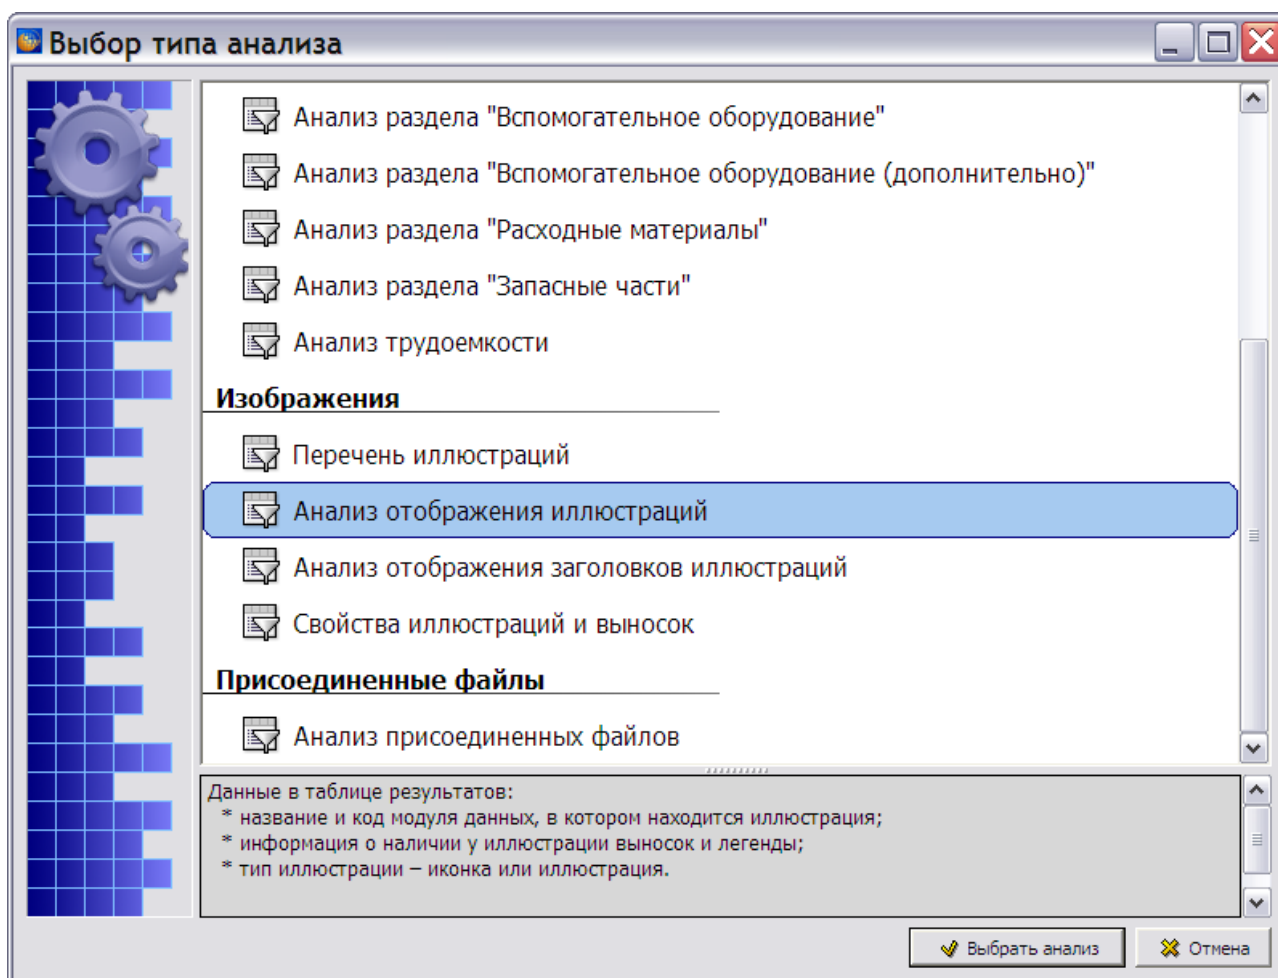 Выбор типа анализа
Анализ раздела "Вспомогательное оборудование"
Анализ раздела "Вспомогательное оборудование (дополнительно)"
Анализ раздела "Расходные материалы"
Анализ раздела "Запасные части"
Анализ трудоемкости
Изображения
Перечень иллюстраций
Анализ отображения иллюстраций
Анализ отображения заголовков иллюстраций
Свойства иллюстраций и выносок
Присоединенные файлы
Анализ присоединенных файлов
Данные в таблице результатов:
* название и код модуля данных, в котором находится иллюстрация;
* информация о наличии у иллюстрации выносок и легенды;
* тип иллюстрации – иконка или иллюстрация.
Выбрать анализ
Отмена